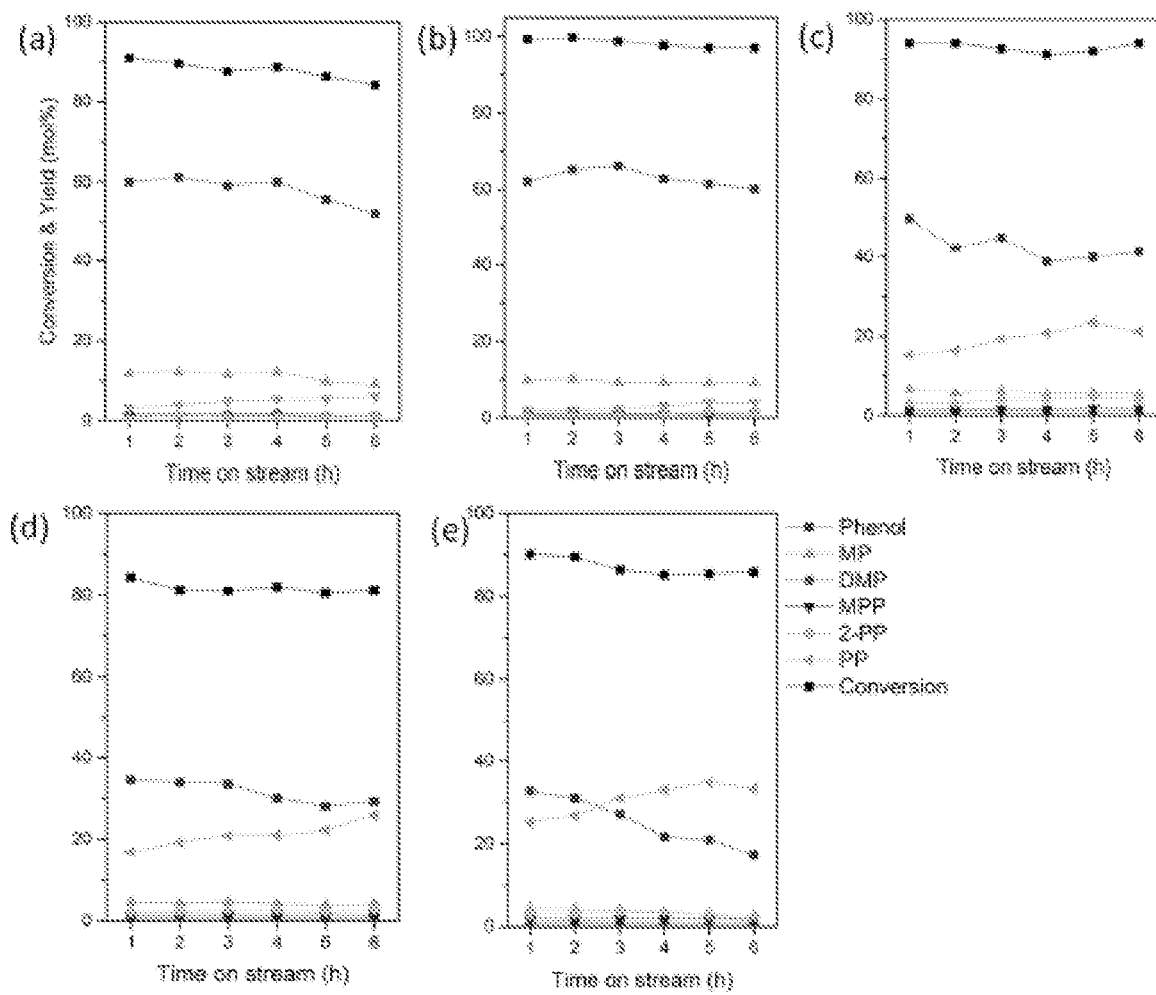 (a)
(b)
(c)
Conversion & Yield (mol%)
100
80
60
40
20
0
1 2 3 4 5 6
Time on stream (h)
100
80
60
40
20
0
1 2 3 4 5 6
Time on stream (h)
100
80
60
40
20
0
1 2 3 4 5 6
Time on stream (h)
(d)
(e)
100
80
60
40
20
0
1 2 3 4 5 6
Time on stream (h)
100
80
60
40
20
0
1 2 3 4 5 6
Time on stream (h)
Phenol
MP
DMP
MPP
2-PP
PP
Conversion